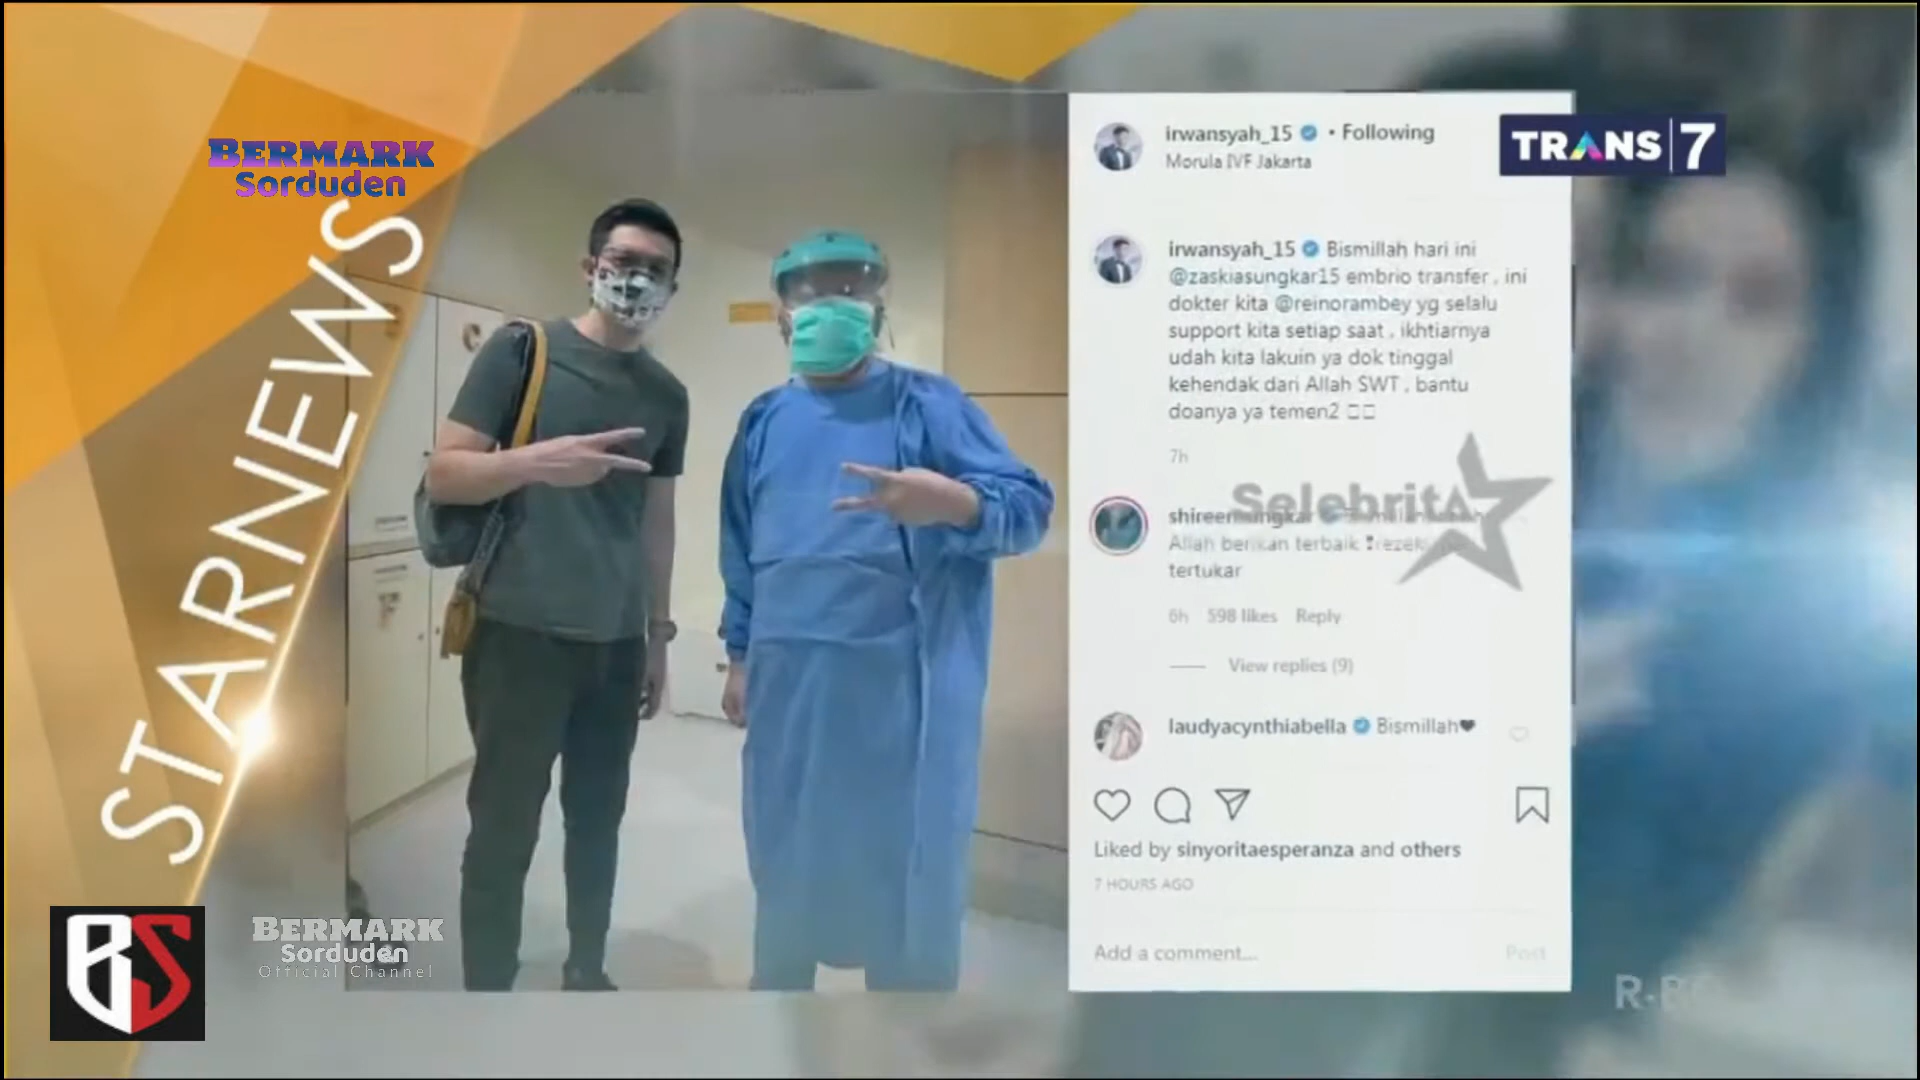 BERMARK
Sorduden
STARNEWS
TRANS|7
irwansyah_15 • Following
Morula IVF Jakarta
irwansyah_15 Bismillah hari ini
@zaskiasungkar15 embrio transfer , ini
dokter kita @reinorambey yg selalu
support kita setiap saat , ikhtiarnya
udah kita lakuin ya dok tinggal
kehendak dari Allah SWT , bantu
doanya ya temen2
7h
Selebrita
shireensungkar
Allah berikan terbaik
tertukar
6h 598 likes Reply
View replies (9)
laudyacynthiabella Bismillah🖤
Liked by sinyoritaesperanza and others
7 HOURS AGO
Add a comment...
Post
BS
BERMARK
Sorduden
Official Channel